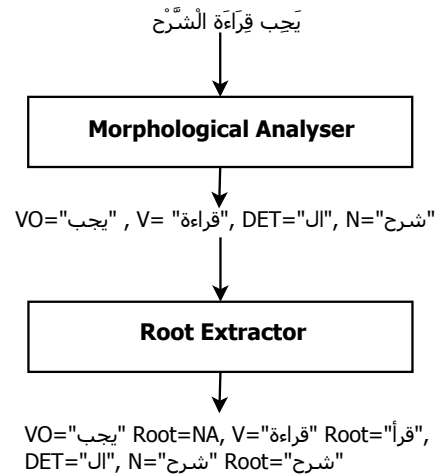 يَجِب قِرَاءَة الْشَّرْح
Morphological Analyser
VO="يجب" , V= "قراءة", DET="ال", N="شرح"
Root Extractor
VO="يجب" Root=NA, V="قراءة" Root="قرأ",
DET="ال", N="شرح" Root="شرح"